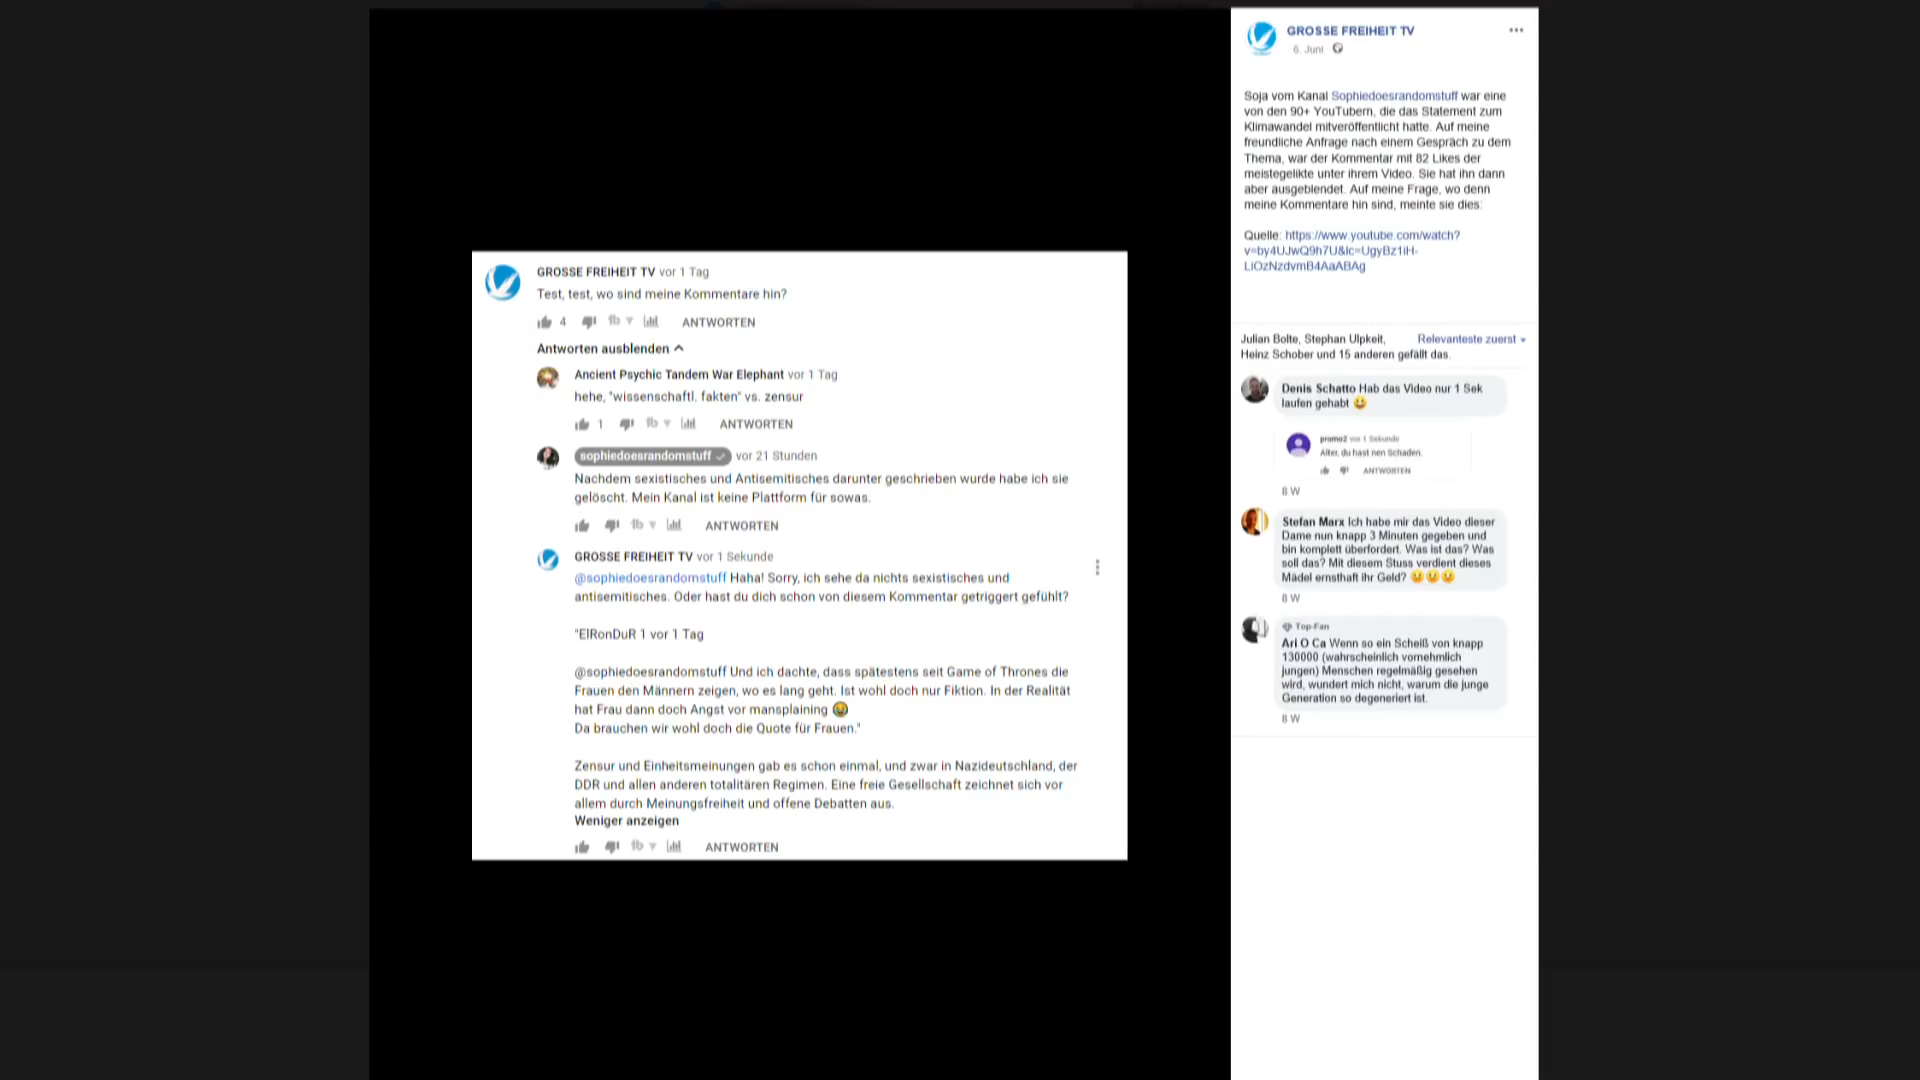 GROSSE FREIHEIT TV vor 1 Tag
Test, test, wo sind meine Kommentare hin?
4 ANTWORTEN
Antworten ausblenden
Ancient Psychic Tandem War Elephant vor 1 Tag
hehe, "wissenschaftl. fakten" vs. zensur
1 ANTWORTEN
sophiedoesrandomstuff vor 21 Stunden
Nachdem sexistisches und Antisemitisches darunter geschrieben wurde habe ich sie
gelöscht. Mein Kanal ist keine Plattform für sowas.
ANTWORTEN
GROSSE FREIHEIT TV vor 1 Sekunde
@sophiedoesrandomstuff Haha! Sorry, ich sehe da nichts sexistisches und
antisemitisches. Oder hast du dich schon von diesem Kommentar getriggert gefühlt?
"ElRonDuR 1 vor 1 Tag
@sophiedoesrandomstuff Und ich dachte, dass spätestens seit Game of Thrones die
Frauen den Männern zeigen, wo es lang geht. Ist wohl doch nur Fiktion. In der Realität
hat Frau dann doch Angst vor mansplaining 😭
Da brauchen wir wohl doch die Quote für Frauen."
Zensur und Einheitsmeinungen gab es schon einmal, und zwar in Nazideutschland, der
DDR und allen anderen totalitären Regimen. Eine freie Gesellschaft zeichnet sich vor
allem durch Meinungsfreiheit und offene Debatten aus.
Weniger anzeigen
ANTWORTEN
GROSSE FREIHEIT TV
6. Juni
Soja vom Kanal Sophiedoesrandomstuff war eine
von den 90+ YouTubern, die das Statement zum
Klimawandel mitveröffentlicht hatte. Auf meine
freundliche Anfrage nach einem Gespräch zu dem
Thema, war der Kommentar mit 82 Likes der
meistegelikte unter ihrem Video. Sie hat ihn dann
aber ausgeblendet. Auf meine Frage, wo denn
meine Kommentare hin sind, meinte sie dies:
Quelle: https://www.youtube.com/watch?
v=by4UJwQ9h7U&lc=UgyBz1iH-
LiOzNzdvmB4AaABAg
Julian Bolte, Stephan Ulpkeit,
Heinz Schober und 15 anderen gefällt das.
Relevanteste zuerst
Denis Schatto Hab das Video nur 1 Sek
laufen gehabt 😀
promo2 vor 1 Sekunde
Alter, du hast nen Schaden.
ANTWORTEN
8 W
Stefan Marx Ich habe mir das Video dieser
Dame nun knapp 3 Minuten gegeben und
bin komplett überfordert. Was ist das? Was
soll das? Mit diesem Stuss verdient dieses
Mädel ernsthaft ihr Geld? 😢😢😢
8 W
Top-Fan
Ari O Ca Wenn so ein Scheiß von knapp
130000 (wahrscheinlich vornehmlich
jungen) Menschen regelmäßig gesehen
wird, wundert mich nicht, warum die junge
Generation so degeneriert ist.
8 W